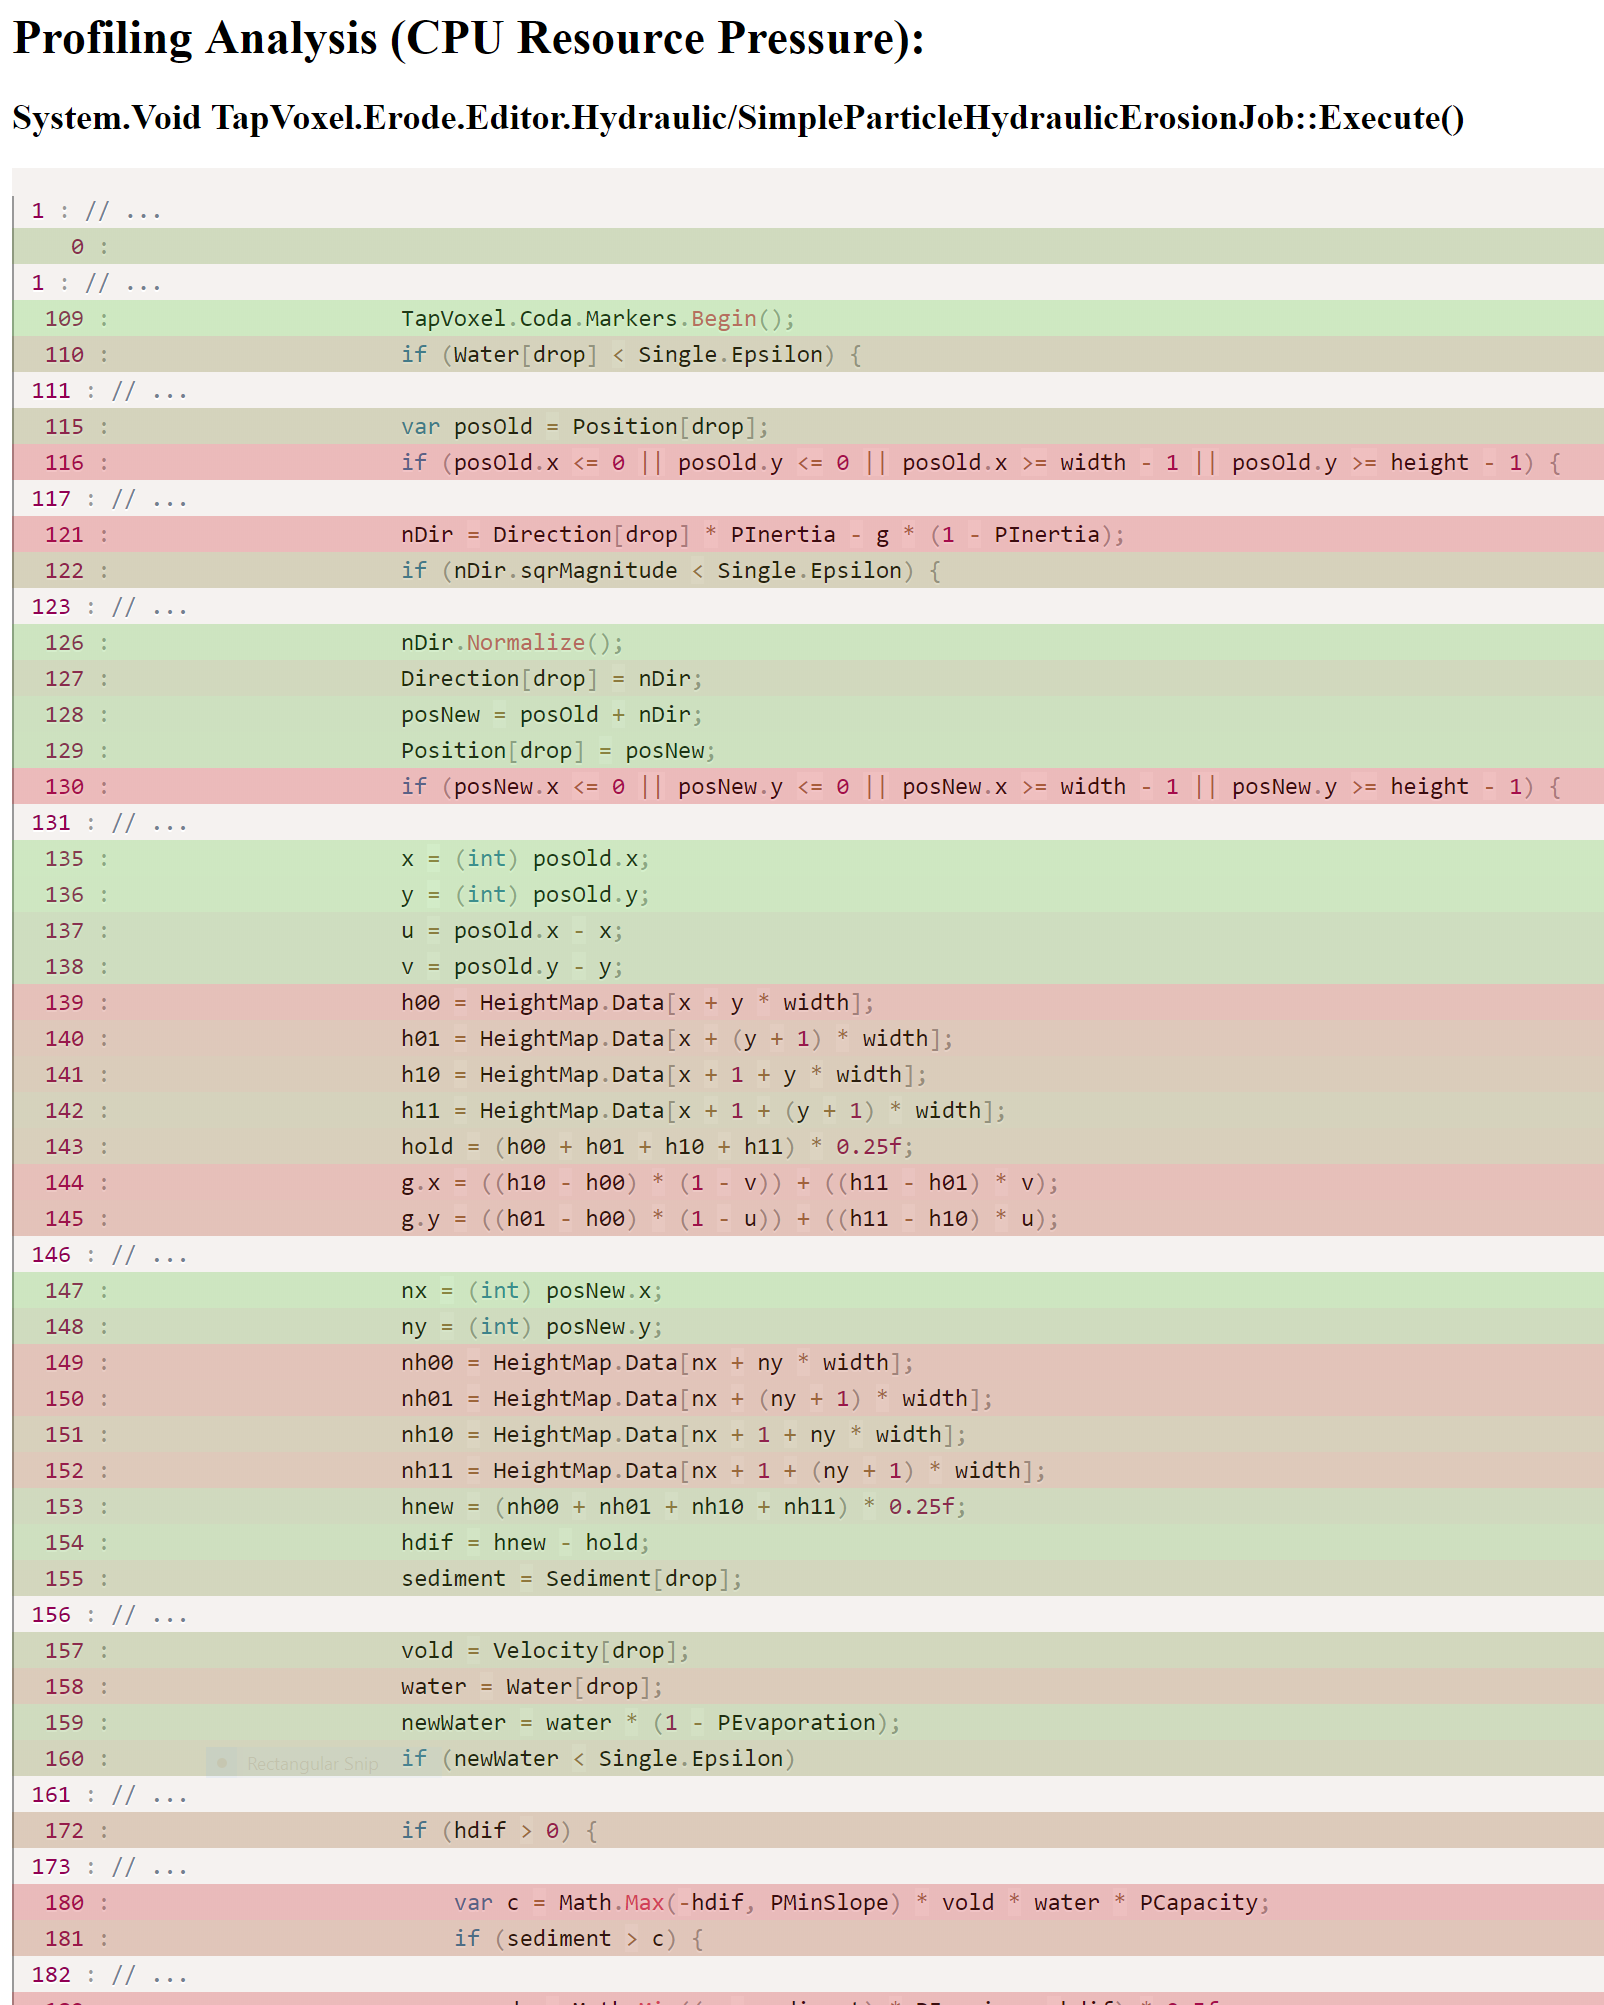 Profiling Analysis (CPU Resource Pressure):
System.Void TapVoxel.Erode.Editor.Hydraulic/SimpleParticleHydraulicErosionJob::Execute()
1 : // ...
0 :
1 : // ...
109 : TapVoxel.Coda.Markers.Begin();
110 : if (Water[drop] < Single.Epsilon) {
111 : // ...
115 : var posOld = Position[drop];
116 : if (posOld.x <= 0 || posOld.y <= 0 || posOld.x >= width - 1 || posOld.y >= height - 1) {
117 : // ...
121 : nDir = Direction[drop] * PInertia - g * (1 - PInertia);
122 : if (nDir.sqrMagnitude < Single.Epsilon) {
123 : // ...
126 : nDir.Normalize();
127 : Direction[drop] = nDir;
128 : posNew = posOld + nDir;
129 : Position[drop] = posNew;
130 : if (posNew.x <= 0 || posNew.y <= 0 || posNew.x >= width - 1 || posNew.y >= height - 1) {
131 : // ...
135 : x = (int) posOld.x;
136 : y = (int) posOld.y;
137 : u = posOld.x - x;
138 : v = posOld.y - y;
139 : h00 = HeightMap.Data[x + y * width];
140 : h01 = HeightMap.Data[x + (y + 1) * width];
141 : h10 = HeightMap.Data[x + 1 + y * width];
142 : h11 = HeightMap.Data[x + 1 + (y + 1) * width];
143 : hold = (h00 + h01 + h10 + h11) * 0.25f;
144 : g.x = ((h10 - h00) * (1 - v)) + ((h11 - h01) * v);
145 : g.y = ((h01 - h00) * (1 - u)) + ((h11 - h10) * u);
146 : // ...
147 : nx = (int) posNew.x;
148 : ny = (int) posNew.y;
149 : nh00 = HeightMap.Data[nx + ny * width];
150 : nh01 = HeightMap.Data[nx + (ny + 1) * width];
151 : nh10 = HeightMap.Data[nx + 1 + ny * width];
152 : nh11 = HeightMap.Data[nx + 1 + (ny + 1) * width];
153 : hnew = (nh00 + nh01 + nh10 + nh11) * 0.25f;
154 : hdif = hnew - hold;
155 : sediment = Sediment[drop];
156 : // ...
157 : vold = Velocity[drop];
158 : water = Water[drop];
159 : newWater = water * (1 - PEvaporation);
160 : Rectangular Snip if (newWater < Single.Epsilon)
161 : // ...
172 : if (hdif > 0) {
173 : // ...
180 : var c = Math.Max(-hdif, PMinSlope) * vold * water * PCapacity;
181 : if (sediment > c) {
182 : // ...